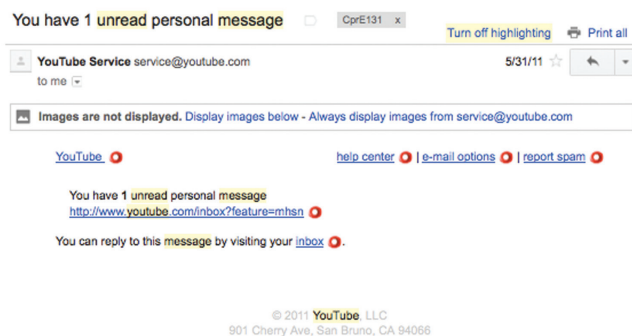 You have 1 unread personal message CprE131 x
Turn off highlighting Print all
YouTube Service service@youtube.com 5/31/11
to me
Images are not displayed. Display images below - Always display images from service@youtube.com
YouTube help center | e-mail options | report spam
You have 1 unread personal message
http://www.youtube.com/inbox?feature=mhsn
You can reply to this message by visiting your inbox .
© 2011 YouTube, LLC
901 Cherry Ave, San Bruno, CA 94066